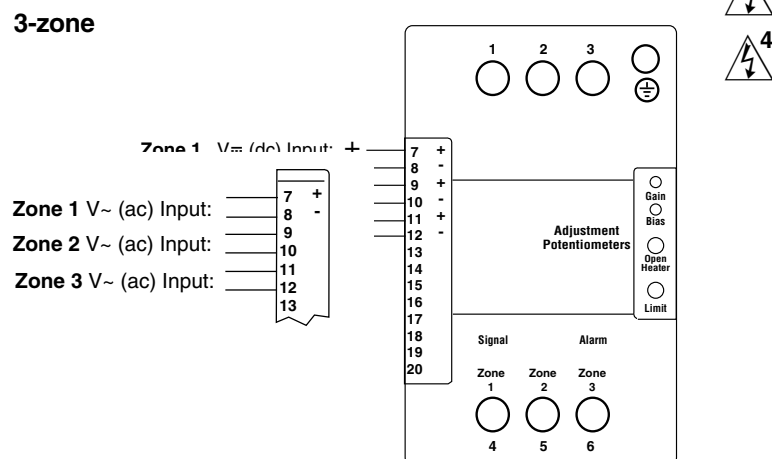 3-zone
4
1 2 3
Zone 1 V⎓ (dc) Input: +
7 +
8 -
9 +
10 -
11 +
12 -
13
14
15
16
17
18
19
20
Zone 1 V~ (ac) Input:
Zone 2 V~ (ac) Input:
Zone 3 V~ (ac) Input:
7 +
8 -
9
10
11
12
13
Adjustment
Potentiometers
Gain
Bias
Open
Heater
Limit
Signal Alarm
Zone Zone Zone
1 2 3
4 5 6